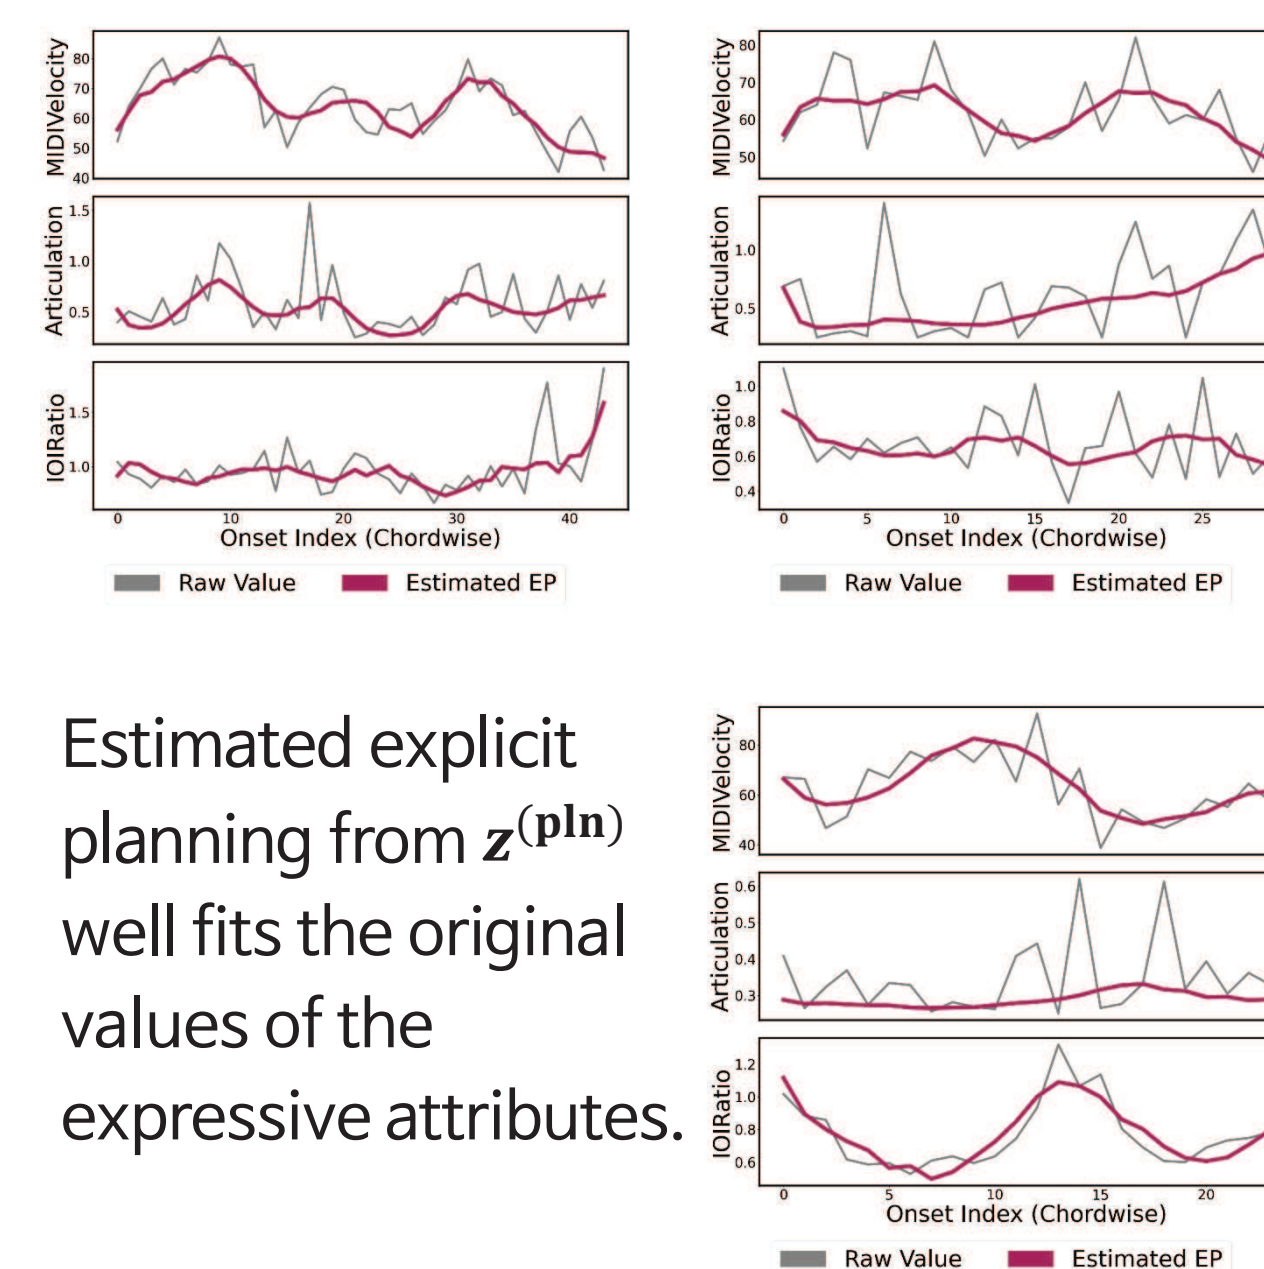 MIDIVelocity
80
70
60
50
40
Articulation
1.5
1.0
0.5
IOIRatio
1.5
1.0
0 10 20 30 40
Onset Index (Chordwise)
Raw Value Estimated EP
MIDIVelocity
80
70
60
50
Articulation
1.0
0.5
IOIRatio
1.0
0.8
0.6
0.4
0 5 10 15 20 25
Onset Index (Chordwise)
Raw Value Estimated EP
Estimated explicit
planning from z^(pln)
well fits the original
values of the
expressive attributes.
MIDIVelocity
80
60
40
Articulation
0.6
0.5
0.4
0.3
IOIRatio
1.2
1.0
0.8
0.6
0 5 10 15 20
Onset Index (Chordwise)
Raw Value Estimated EP